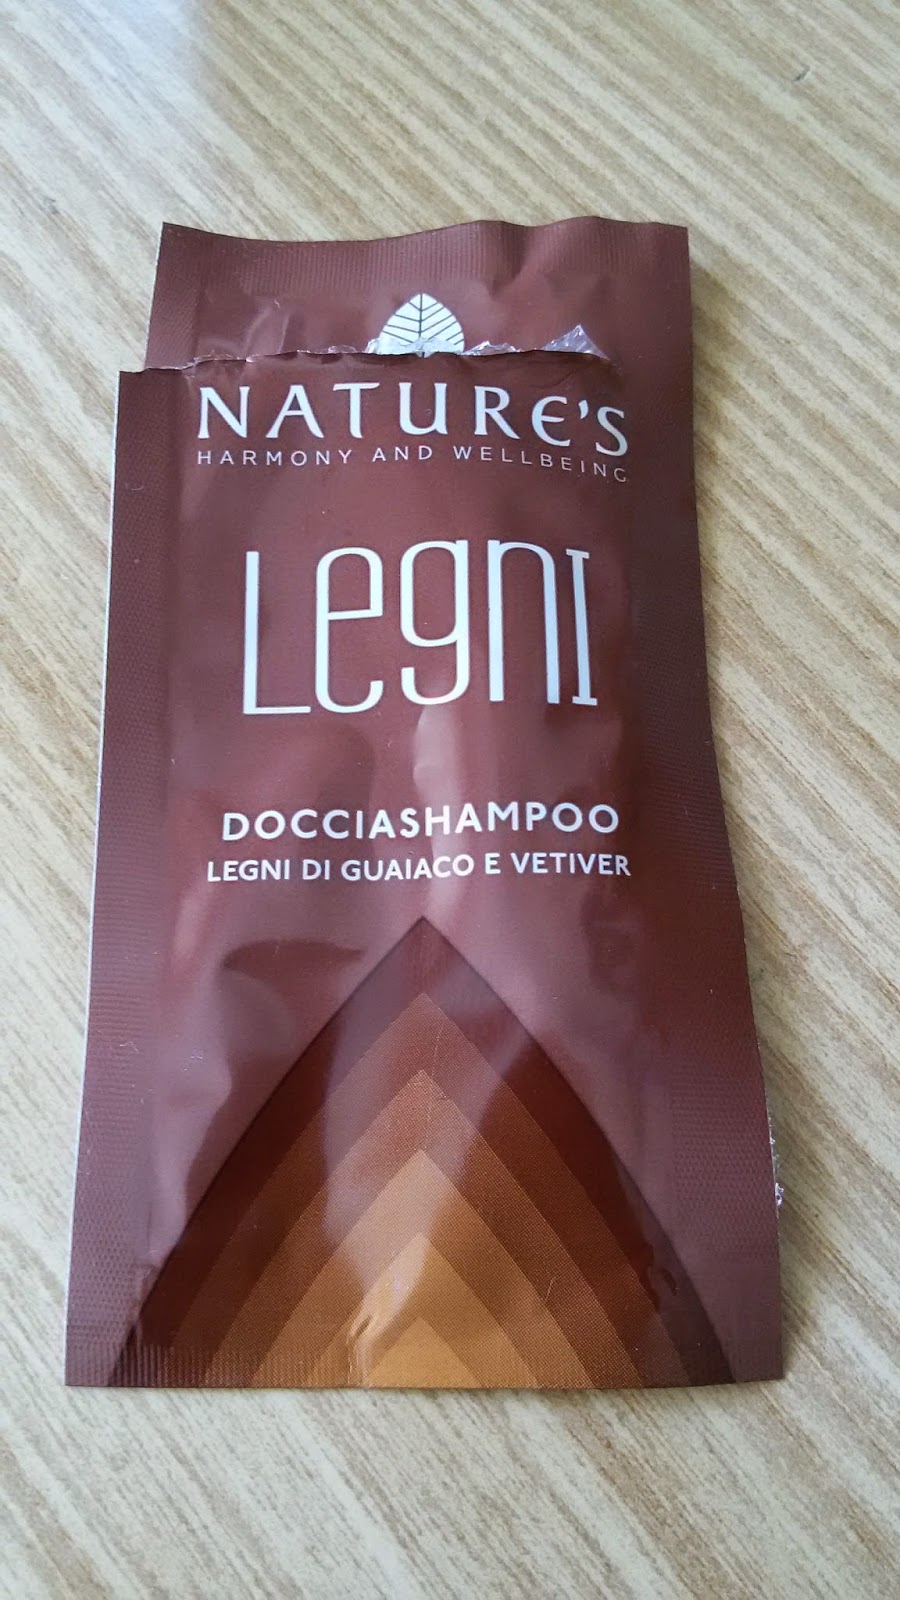 NATURE'S
HARMONY AND WELLBEING
LegnI
DOCCIASHAMPOO
LEGNI DI GUAIACO E VETIVER